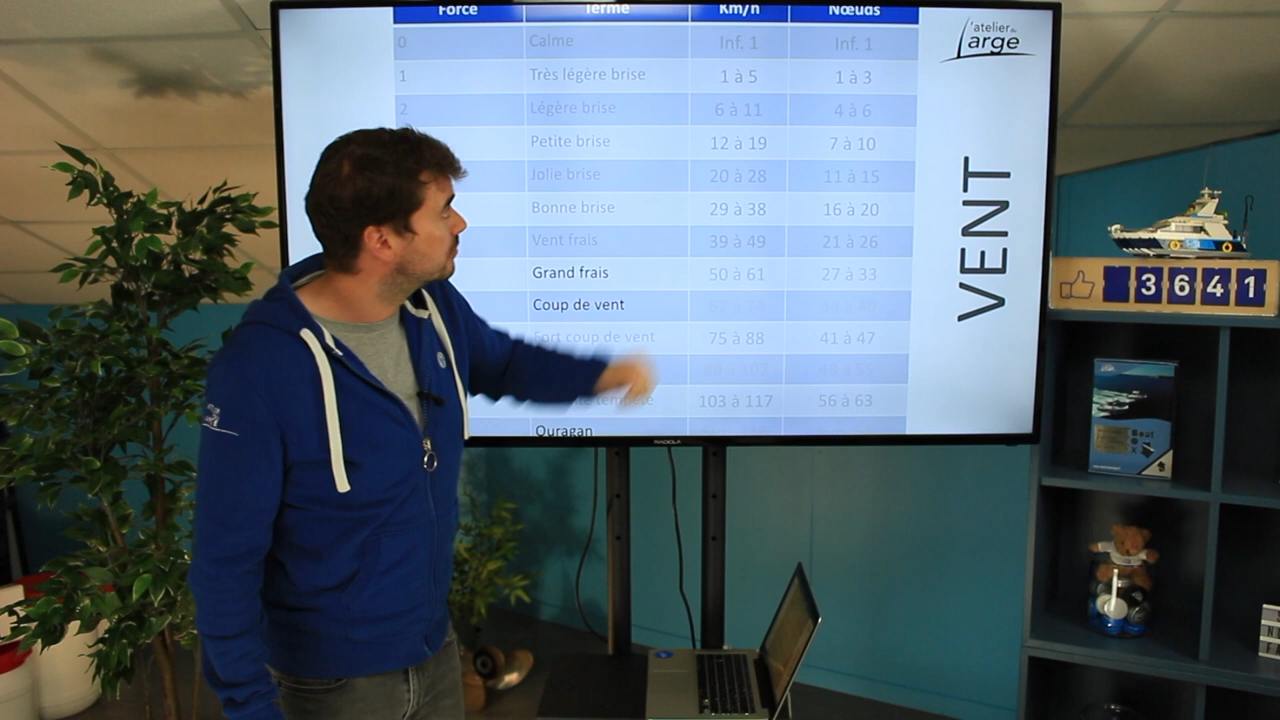 Force Terme Km/h Nœuds
0 Calme Inf. 1 Inf. 1
1 Très légère brise 1 à 5 1 à 3
2 Légère brise 6 à 11 4 à 6
Petite brise 12 à 19 7 à 10
Jolie brise 20 à 28 11 à 15
Bonne brise 29 à 38 16 à 20
Vent frais 39 à 49 21 à 26
Grand frais 50 à 61 27 à 33
Coup de vent
Fort coup de vent 75 à 88 41 à 47
tempête 103 à 117 56 à 63
Ouragan
l'atelier du
Large
VENT
3641
RADIOLA